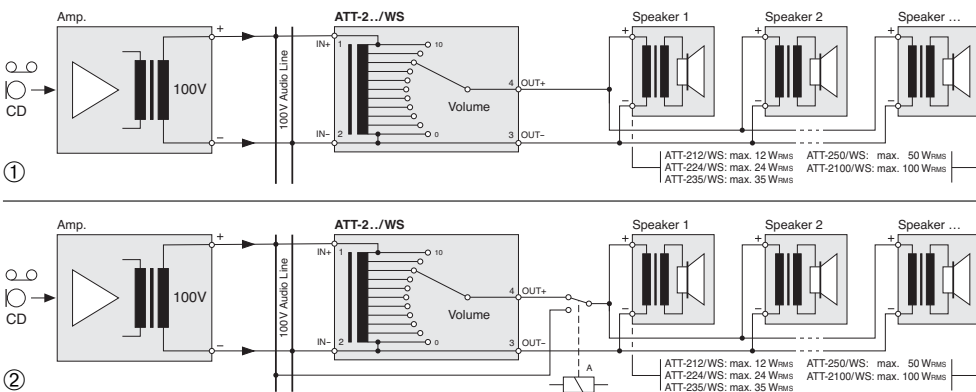 Amp.
ATT-2../WS
Speaker 1
Speaker 2
Speaker …
+
IN+
1
10
+
+
+
CD
100V
100 V Audio Line
4
OUT+
Volume
−
IN−
2
0
3
OUT−
−
−
−
ATT-212/WS: max. 12 WRMS ATT-250/WS: max. 50 WRMS
ATT-224/WS: max. 24 WRMS ATT-2100/WS: max. 100 WRMS
ATT-235/WS: max. 35 WRMS
①
Amp.
ATT-2../WS
Speaker 1
Speaker 2
Speaker …
+
IN+
1
10
+
+
+
CD
100V
100 V Audio Line
4
OUT+
Volume
−
IN−
2
0
3
OUT−
−
−
−
A
ATT-212/WS: max. 12 WRMS ATT-250/WS: max. 50 WRMS
ATT-224/WS: max. 24 WRMS ATT-2100/WS: max. 100 WRMS
ATT-235/WS: max. 35 WRMS
②